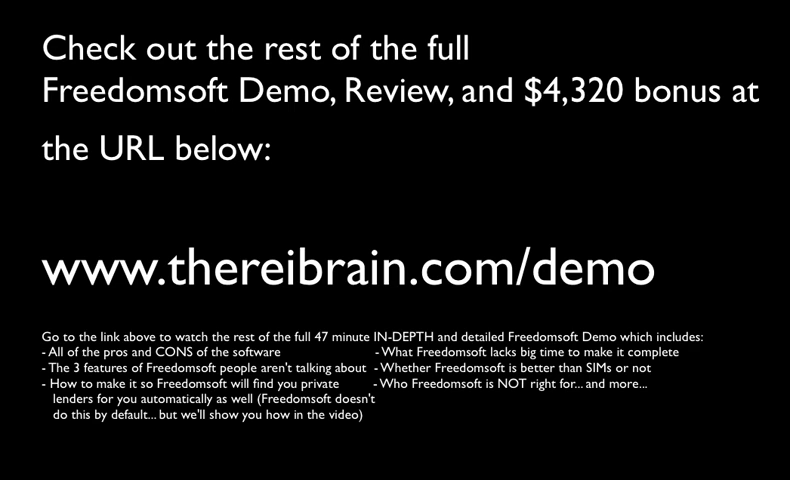 Check out the rest of the full
Freedomsoft Demo, Review, and $4,320 bonus at
the URL below:
www.thereibrain.com/demo
Go to the link above to watch the rest of the full 47 minute IN-DEPTH and detailed Freedomsoft Demo which includes:
- All of the pros and CONS of the software
- The 3 features of Freedomsoft people aren't talking about
- How to make it so Freedomsoft will find you private
lenders for you automatically as well (Freedomsoft doesn't
do this by default... but we'll show you how in the video)
- What Freedomsoft lacks big time to make it complete
- Whether Freedomsoft is better than SIMs or not
- Who Freedomsoft is NOT right for... and more...